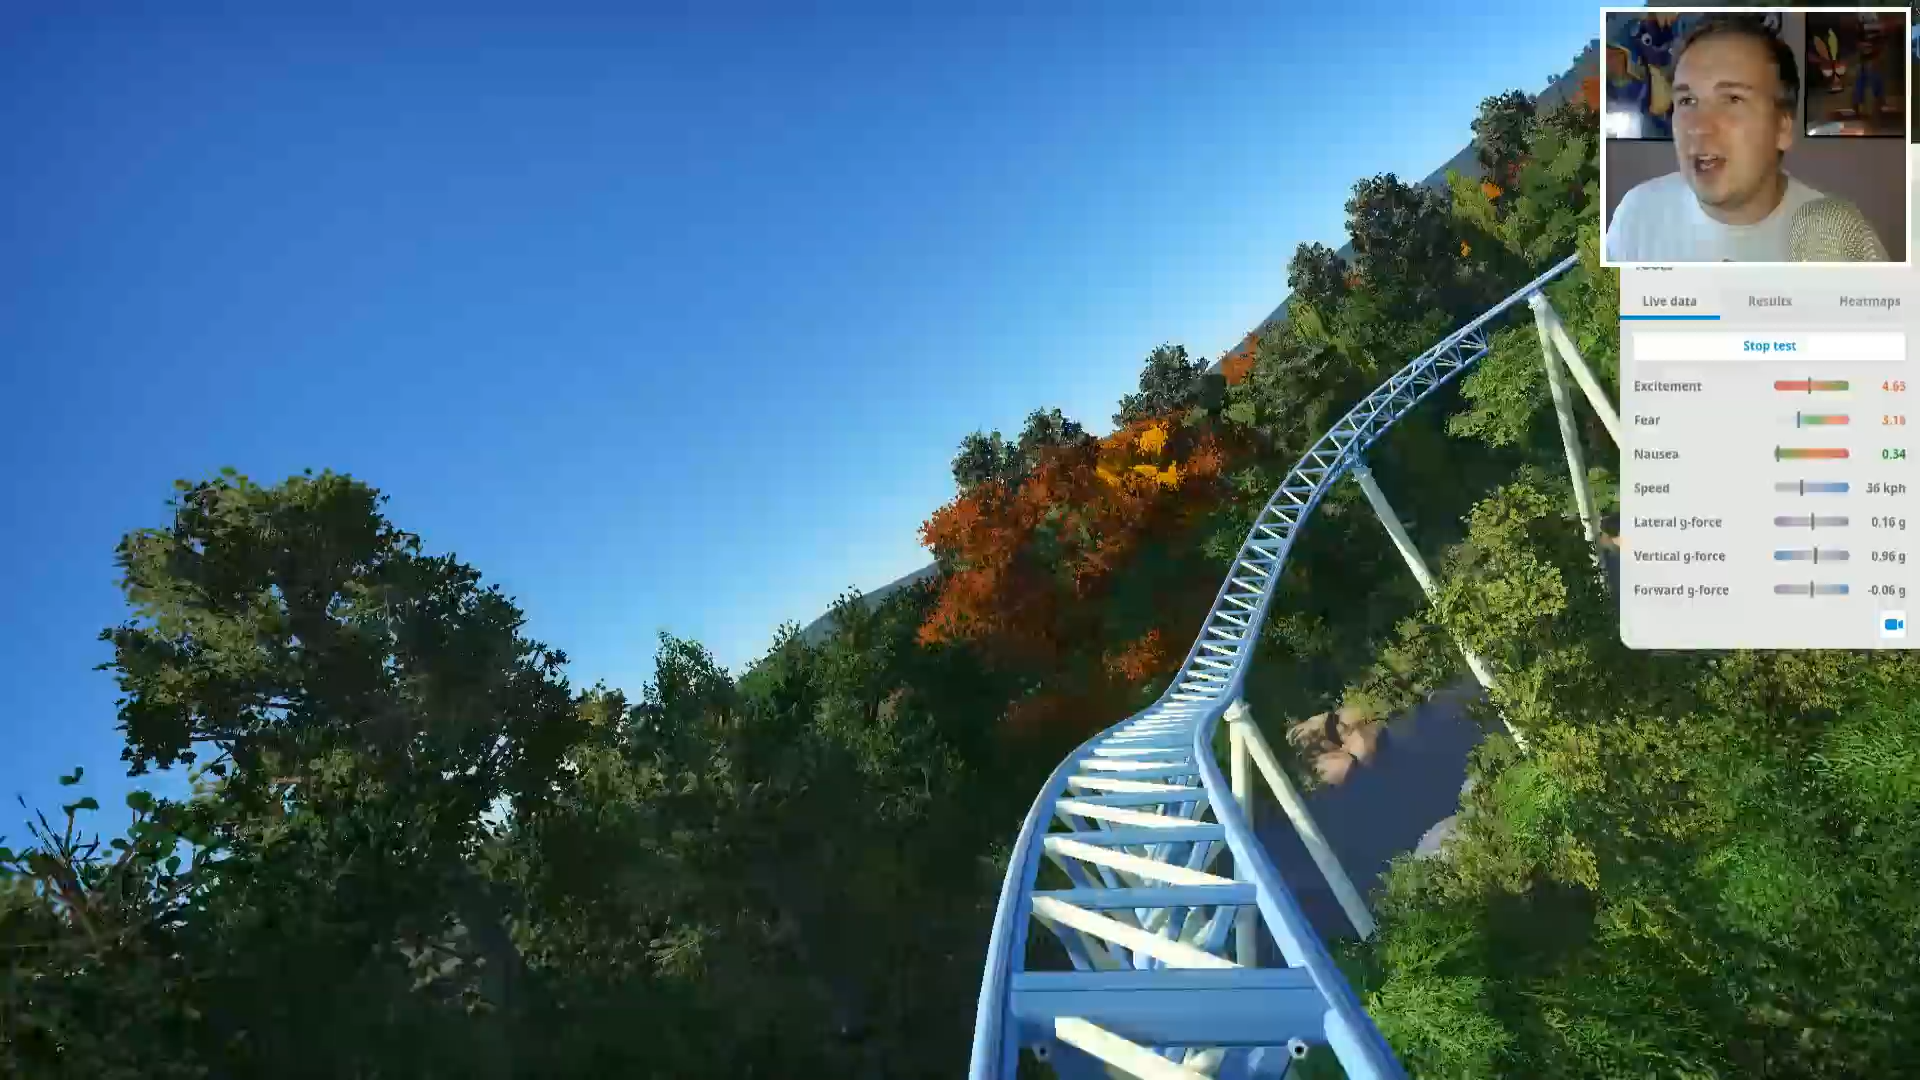 Live data Results Heatmaps
Stop test
Excitement 4.63
Fear 3.16
Nausea 0.34
Speed 36 kph
Lateral g-force 0.16 g
Vertical g-force 0.96 g
Forward g-force -0.06 g